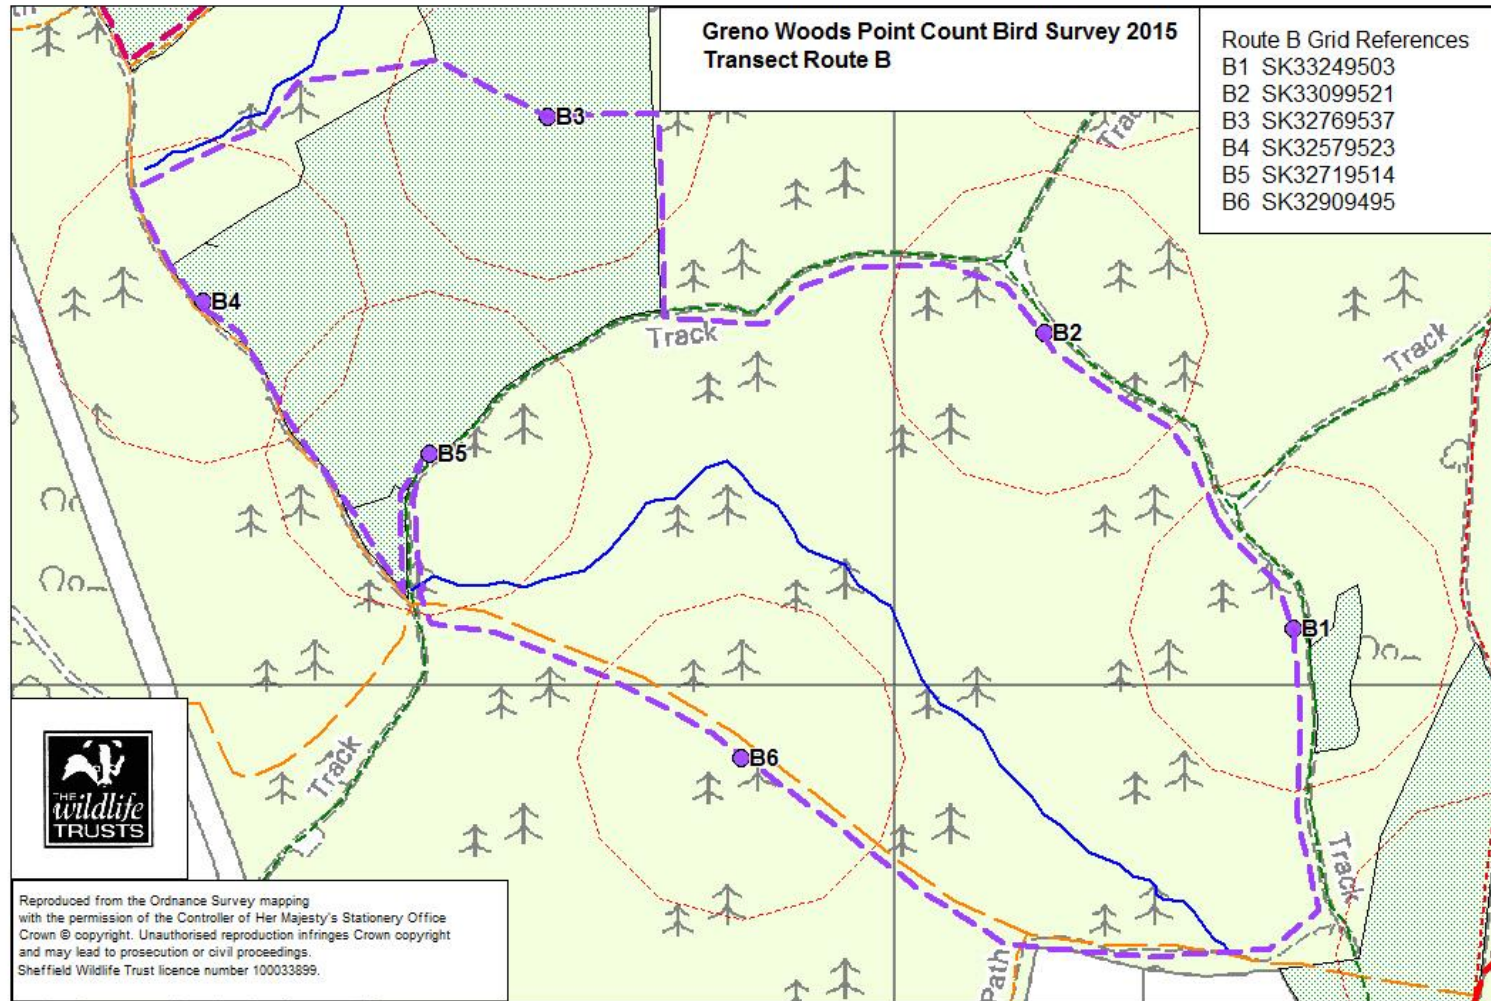 Greno Woods Point Count Bird Survey 2015
Transect Route B
Route B Grid References
B1 SK33249503
B2 SK33099521
B3 SK32769537
B4 SK32579523
B5 SK32719514
B6 SK32909495
B3
B4
Track
B2
Track
B5
B1
B6
Track
Track
Path
THE
wildlife
TRUSTS
Reproduced from the Ordnance Survey mapping
with the permission of the Controller of Her Majesty's Stationery Office
Crown © copyright. Unauthorised reproduction infringes Crown copyright
and may lead to prosecution or civil proceedings.
Sheffield Wildlife Trust licence number 100033899.